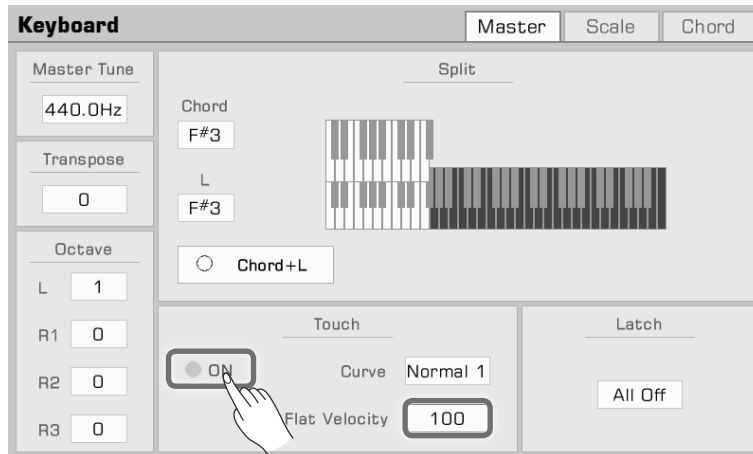 Keyboard
Master Scale Chord
Master Tune
440.0Hz
Transpose
0
Octave
L 1
R1 0
R2 0
R3 0
Split
Chord
F#3
L
F#3
Chord+L
Touch
ON
Curve Normal 1
Flat Velocity 100
Latch
All Off